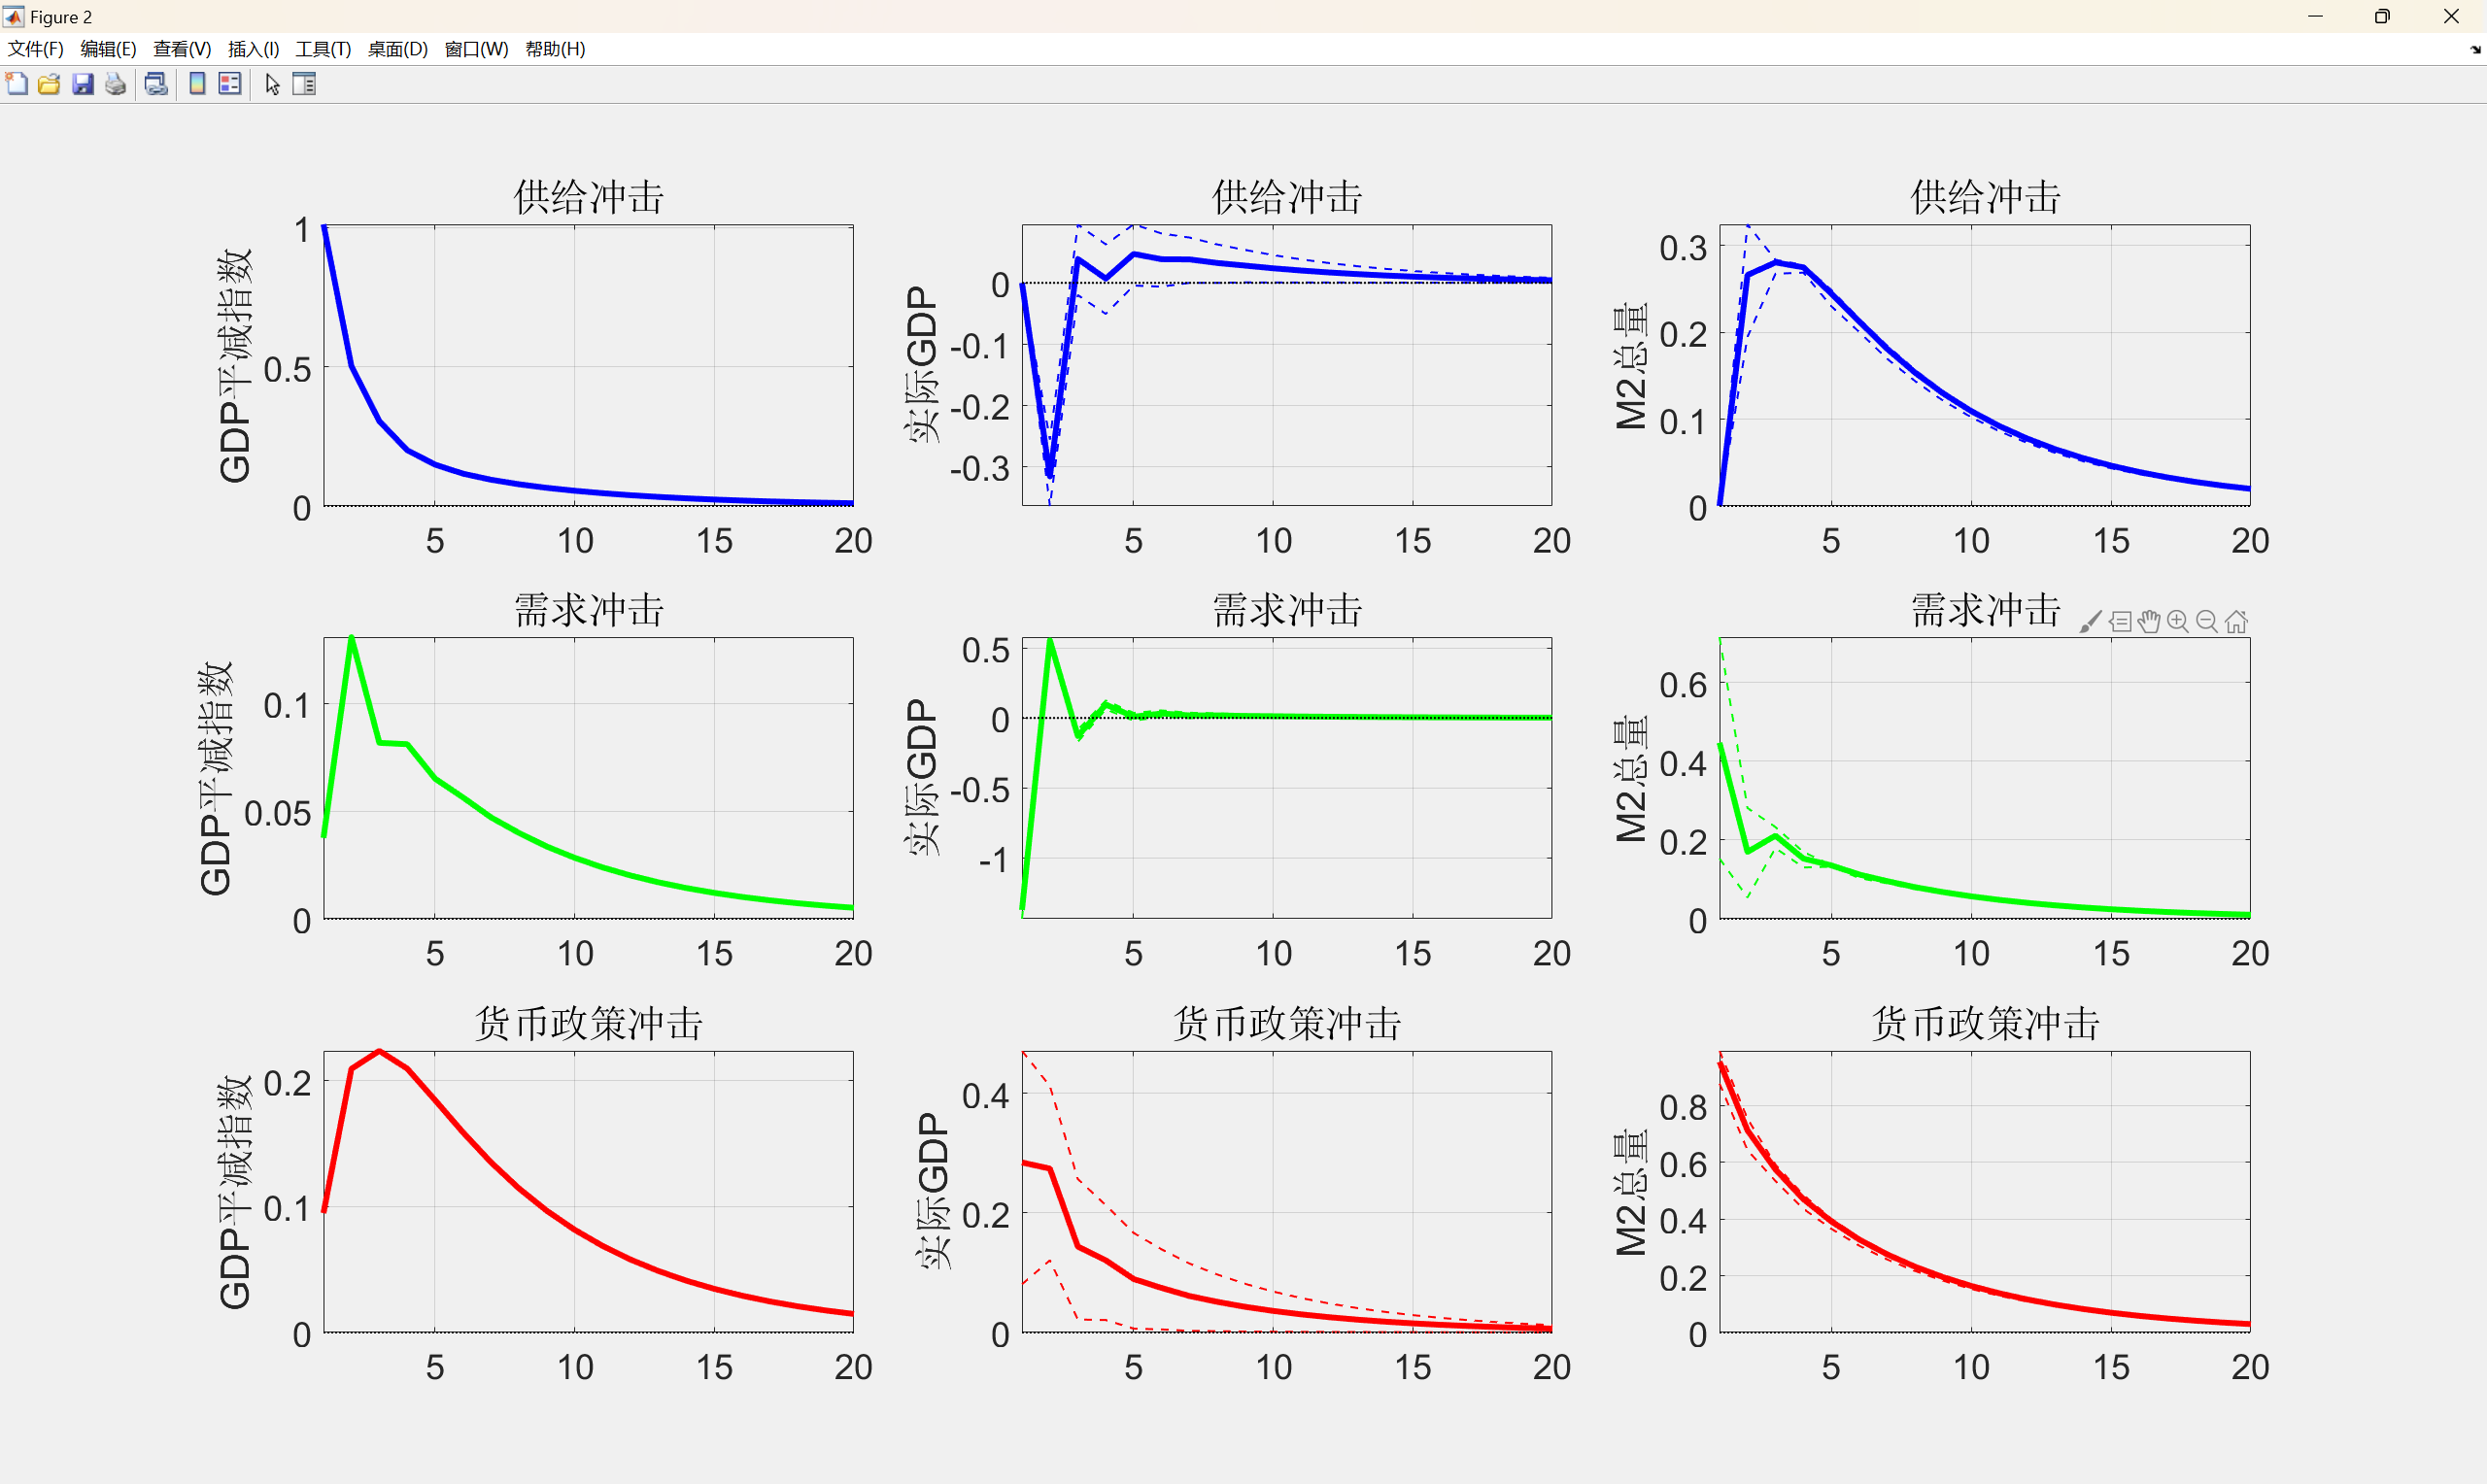 Figure 2
文件(F) 编辑(E) 查看(V) 插入(I) 工具(T) 桌面(D) 窗口(W) 帮助(H)
供给冲击
GDP平减指数
1
0.5
0
5 10 15 20
供给冲击
实际GDP
0
-0.1
-0.2
-0.3
5 10 15 20
供给冲击
M2总量
0.3
0.2
0.1
0
5 10 15 20
需求冲击
GDP平减指数
0.1
0.05
0
5 10 15 20
需求冲击
实际GDP
0.5
0
-0.5
-1
5 10 15 20
需求冲击
M2总量
0.6
0.4
0.2
0
5 10 15 20
货币政策冲击
GDP平减指数
0.2
0.1
0
5 10 15 20
货币政策冲击
实际GDP
0.4
0.2
0
5 10 15 20
货币政策冲击
M2总量
0.8
0.6
0.4
0.2
0
5 10 15 20